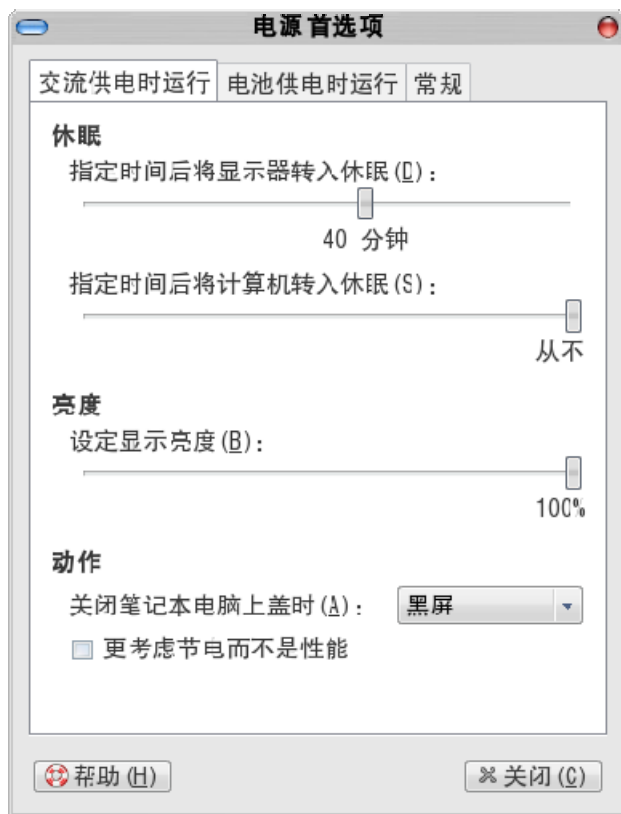 电源首选项
交流供电时运行 电池供电时运行 常规
休眠
指定时间后将显示器转入休眠(D):
40 分钟
指定时间后将计算机转入休眠(S):
从不
亮度
设定显示亮度(B):
100%
动作
关闭笔记本电脑上盖时(A): 黑屏
更考虑节电而不是性能
帮助(H) 关闭(C)